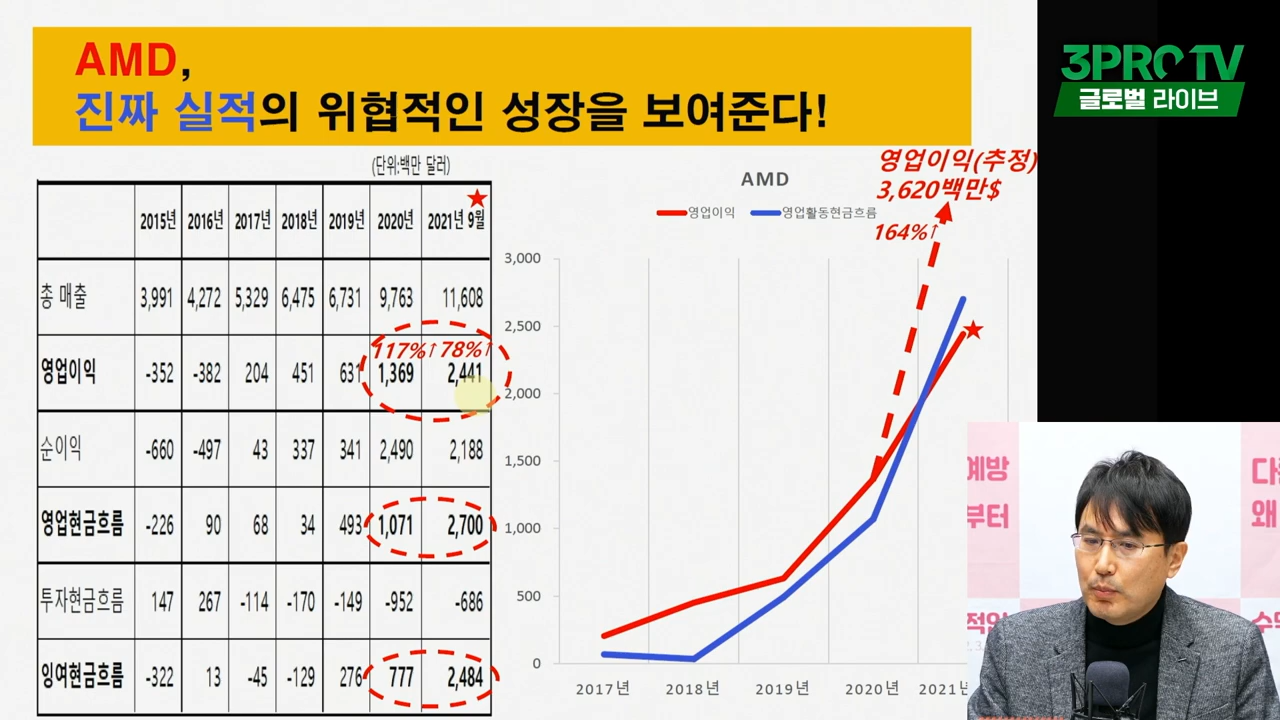 AMD,
진짜 실적의 위협적인 성장을 보여준다!
3PRO TV
글로벌 라이브
(단위:백만 달러)
2015년 2016년 2017년 2018년 2019년 2020년 2021년 9월
총 매출 3,991 4,272 5,329 6,475 6,731 9,763 11,608
117%↑ 78%↑
영업이익 -352 -382 204 451 631 1,369 2,441
순이익 -660 -497 43 337 341 2,490 2,188
영업현금흐름 -226 90 68 34 493 1,071 2,700
투자현금흐름 147 267 -114 -170 -149 -952 -686
잉여현금흐름 -322 13 -45 -129 276 777 2,484
AMD
영업이익 영업활동현금흐름
영업이익(추정)
3,620백만$
164%↑
3,000
2,500
2,000
1,500
1,000
500
0
2017년 2018년 2019년 2020년 2021년
예방
부터
다
왜